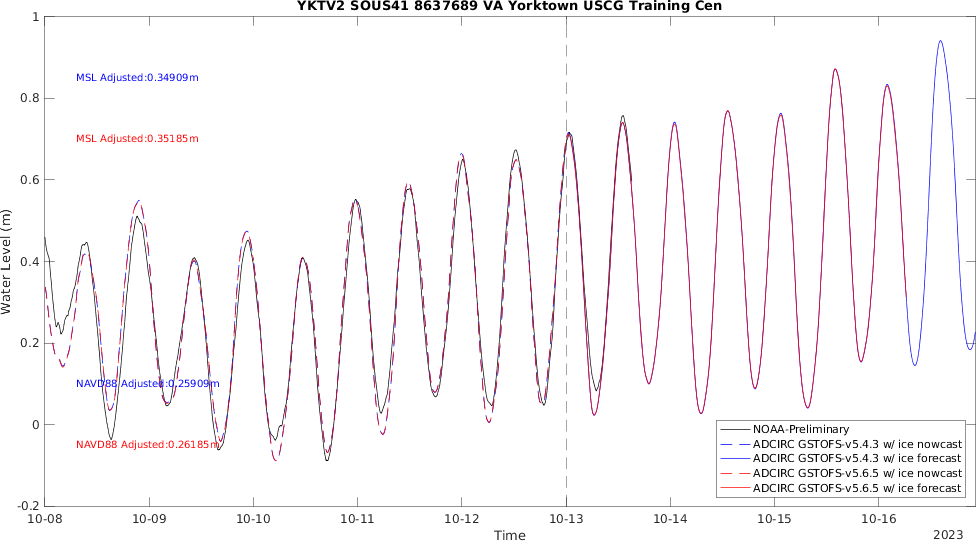 YKTV2 SOUS41 8637689 VA Yorktown USCG Training Cen
1
0.8
0.6
0.4
0.2
0
-0.2
Water Level (m)
MSL Adjusted:0.34909m
MSL Adjusted:0.35185m
NAVD88 Adjusted:0.25909m
NAVD88 Adjusted:0.26185m
NOAA-Preliminary
ADCIRC GSTOFS-v5.4.3 w/ ice nowcast
ADCIRC GSTOFS-v5.4.3 w/ ice forecast
ADCIRC GSTOFS-v5.6.5 w/ ice nowcast
ADCIRC GSTOFS-v5.6.5 w/ ice forecast
10-08 10-09 10-10 10-11 10-12 10-13 10-14 10-15 10-16
Time
2023